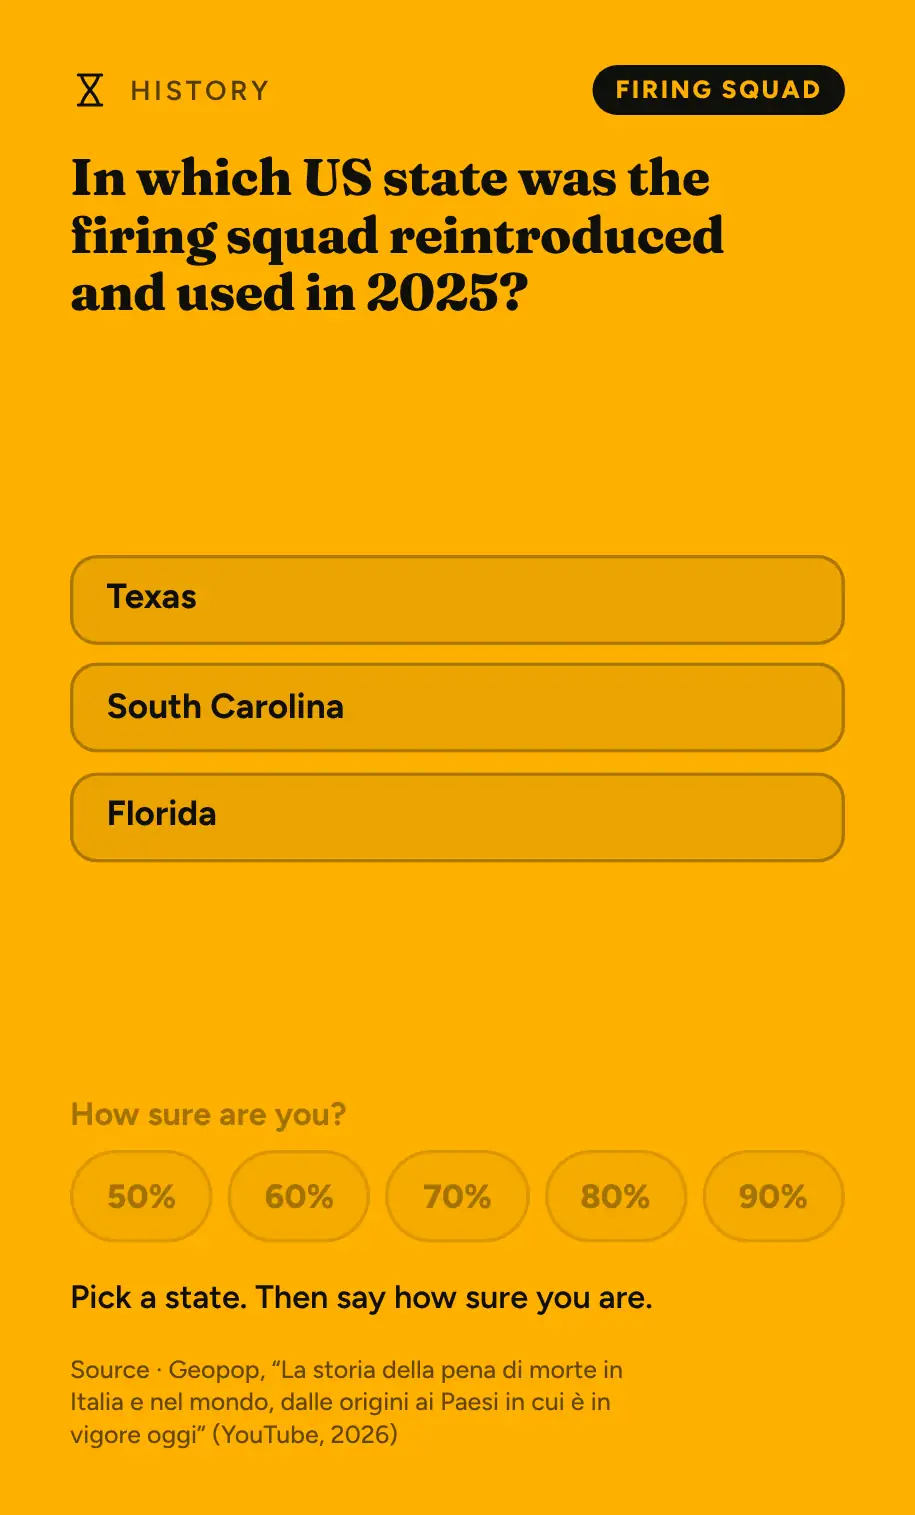 HISTORY
FIRING SQUAD
In which US state was the
firing squad reintroduced
and used in 2025?
Texas
South Carolina
Florida
How sure are you?
50%
60%
70%
80%
90%
Pick a state. Then say how sure you are.
Source · Geopop, “La storia della pena di morte in
Italia e nel mondo, dalle origini ai Paesi in cui è in
vigore oggi” (YouTube, 2026)